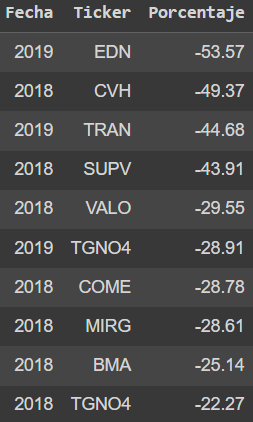 Fecha Ticker Porcentaje
2019 EDN -53.57
2018 CVH -49.37
2019 TRAN -44.68
2018 SUPV -43.91
2018 VALO -29.55
2019 TGNO4 -28.91
2018 COME -28.78
2018 MIRG -28.61
2018 BMA -25.14
2018 TGNO4 -22.27